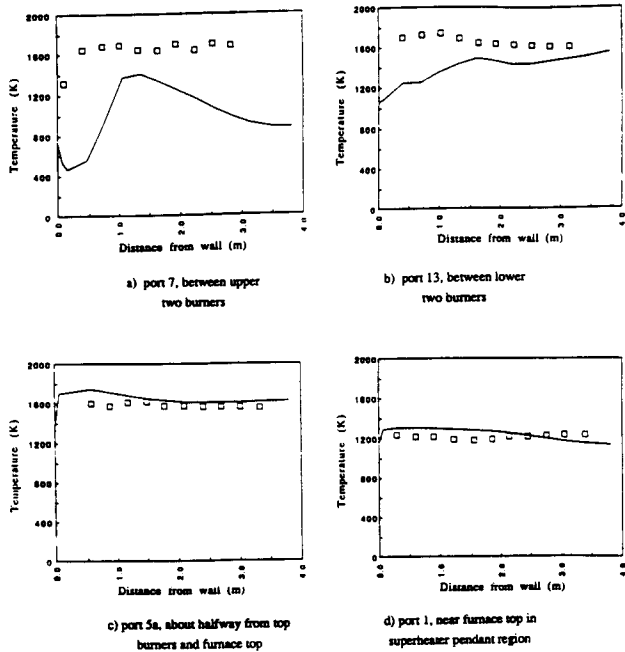 2000
1600
1200
800
400
0
Temperature (K)
0.0
1.0
2.0
3.0
4.0
Distance from wall (m)
a) port 7, between upper
two burners
2000
1600
1200
800
400
0
Temperature (K)
0.0
1.0
2.0
3.0
4.0
Distance from wall (m)
b) port 13, between lower
two burners
2000
1600
1200
800
400
0
Temperature (K)
0.0
1.0
2.0
3.0
4.0
Distance from wall (m)
c) port 5a, about halfway from top
burners and furnace top
2000
1600
1200
800
400
0
Temperature (K)
0.0
1.0
2.0
3.0
4.0
Distance from wall (m)
d) port 1, near furnace top in
superheater pendant region